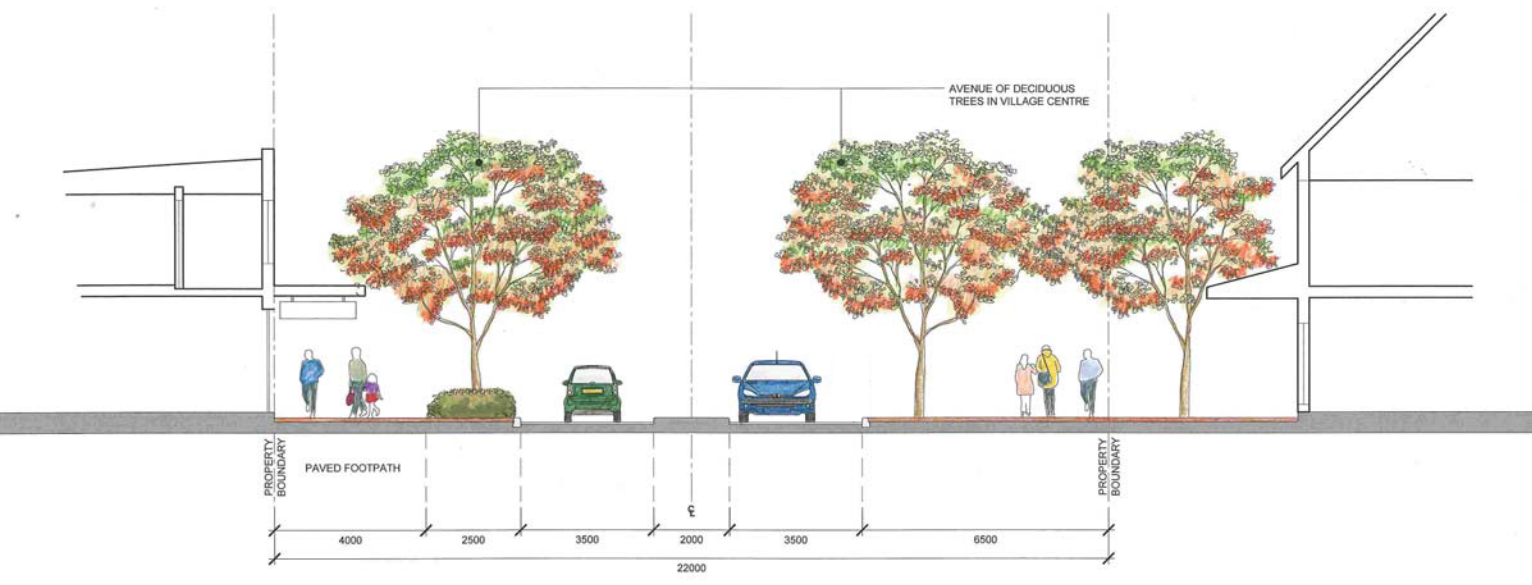 AVENUE OF DECIDUOUS
TREES IN VILLAGE CENTRE
PROPERTY
BOUNDARY
PAVED FOOTPATH
℄
PROPERTY
BOUNDARY
4000
2500
3500
2000
3500
6500
22000